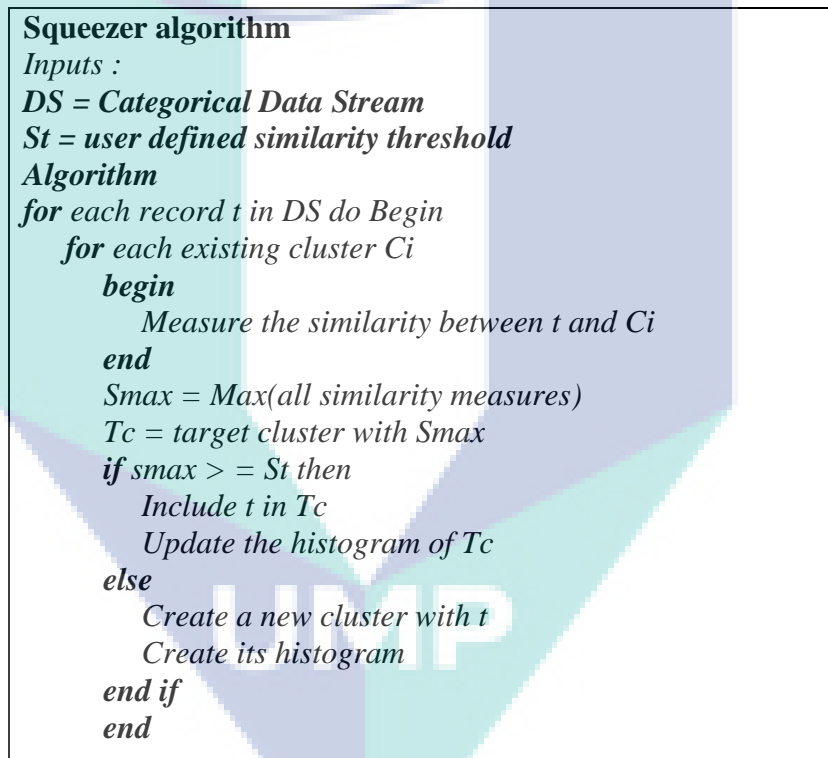 Squeezer algorithm
Inputs :
DS = Categorical Data Stream
St = user defined similarity threshold
Algorithm
for each record t in DS do Begin
for each existing cluster Ci
begin
Measure the similarity between t and Ci
end
Smax = Max(all similarity measures)
Tc = target cluster with Smax
if smax > = St then
Include t in Tc
Update the histogram of Tc
else
Create a new cluster with t
Create its histogram
UMP
end if
end